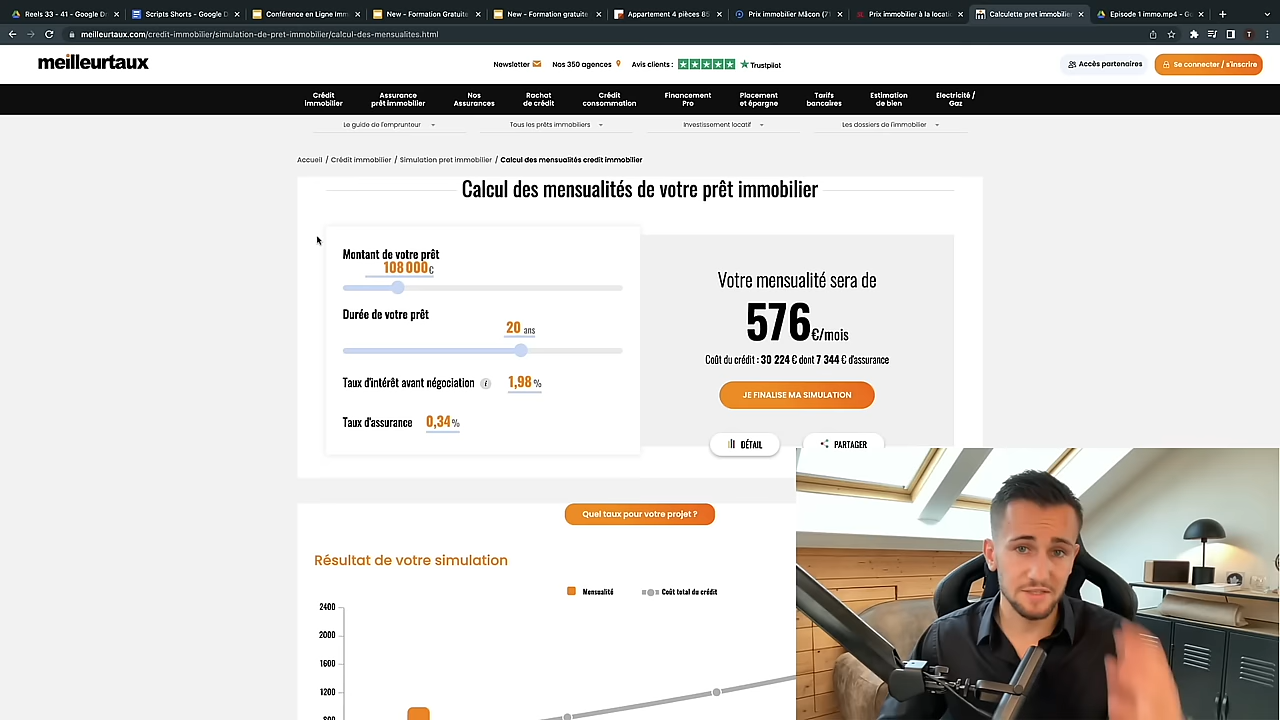 Reels 33 - 41 - Google D
Scripts Shorts - Google D
Conférence en Ligne Imm
New - Formation Gratuite
New - Formation gratuite
Appartement 4 pièces 85
Prix immobilier Mâcon (71
Prix immobilier à la locati
Calculette pret immobilier
Episode 1 immo.mp4 - Go
meilleurtaux.com/credit-immobilier/simulation-de-pret-immobilier/calcul-des-mensualites.html
T
meilleurtaux
Newsletter
Nos 350 agences
Avis clients :
Trustpilot
Accès partenaires
Se connecter / s'inscrire
Crédit immobilier
Assurance prêt immobilier
Nos Assurances
Rachat de crédit
Crédit consommation
Financement Pro
Placement et épargne
Tarifs bancaires
Estimation de bien
Electricité / Gaz
Le guide de l'emprunteur
Tous les prêts immobiliers
Investissement locatif
Les dossiers de l'immobilier
Accueil / Crédit immobilier / Simulation pret immobilier / Calcul des mensualités credit immobilier
Calcul des mensualités de votre prêt immobilier
Montant de votre prêt
108 000€
Durée de votre prêt
20 ans
Taux d'intérêt avant négociation i 1,98 %
Taux d'assurance 0,34%
Votre mensualité sera de
576€/mois
Coût du crédit : 30 224 € dont 7 344 € d'assurance
JE FINALISE MA SIMULATION
DÉTAIL
PARTAGER
Quel taux pour votre projet ?
Résultat de votre simulation
Mensualité
Coût total du crédit
2400
2000
1600
1200
800